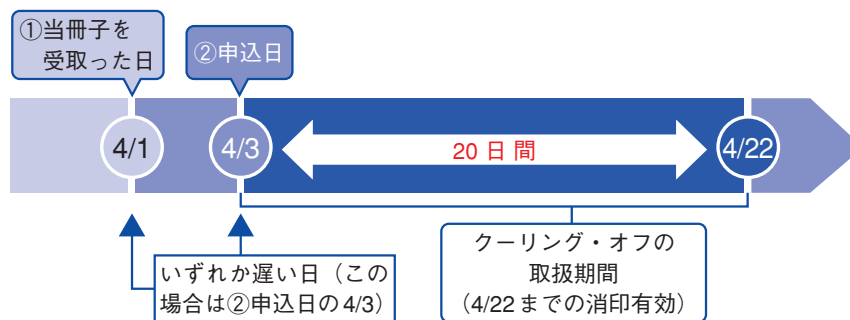 ①当冊子を
受取った日
②申込日
4/1
4/3
20日間
4/22
いずれか遅い日（この
場合は②申込日の4/3）
クーリング・オフの
取扱期間
（4/22までの消印有効）